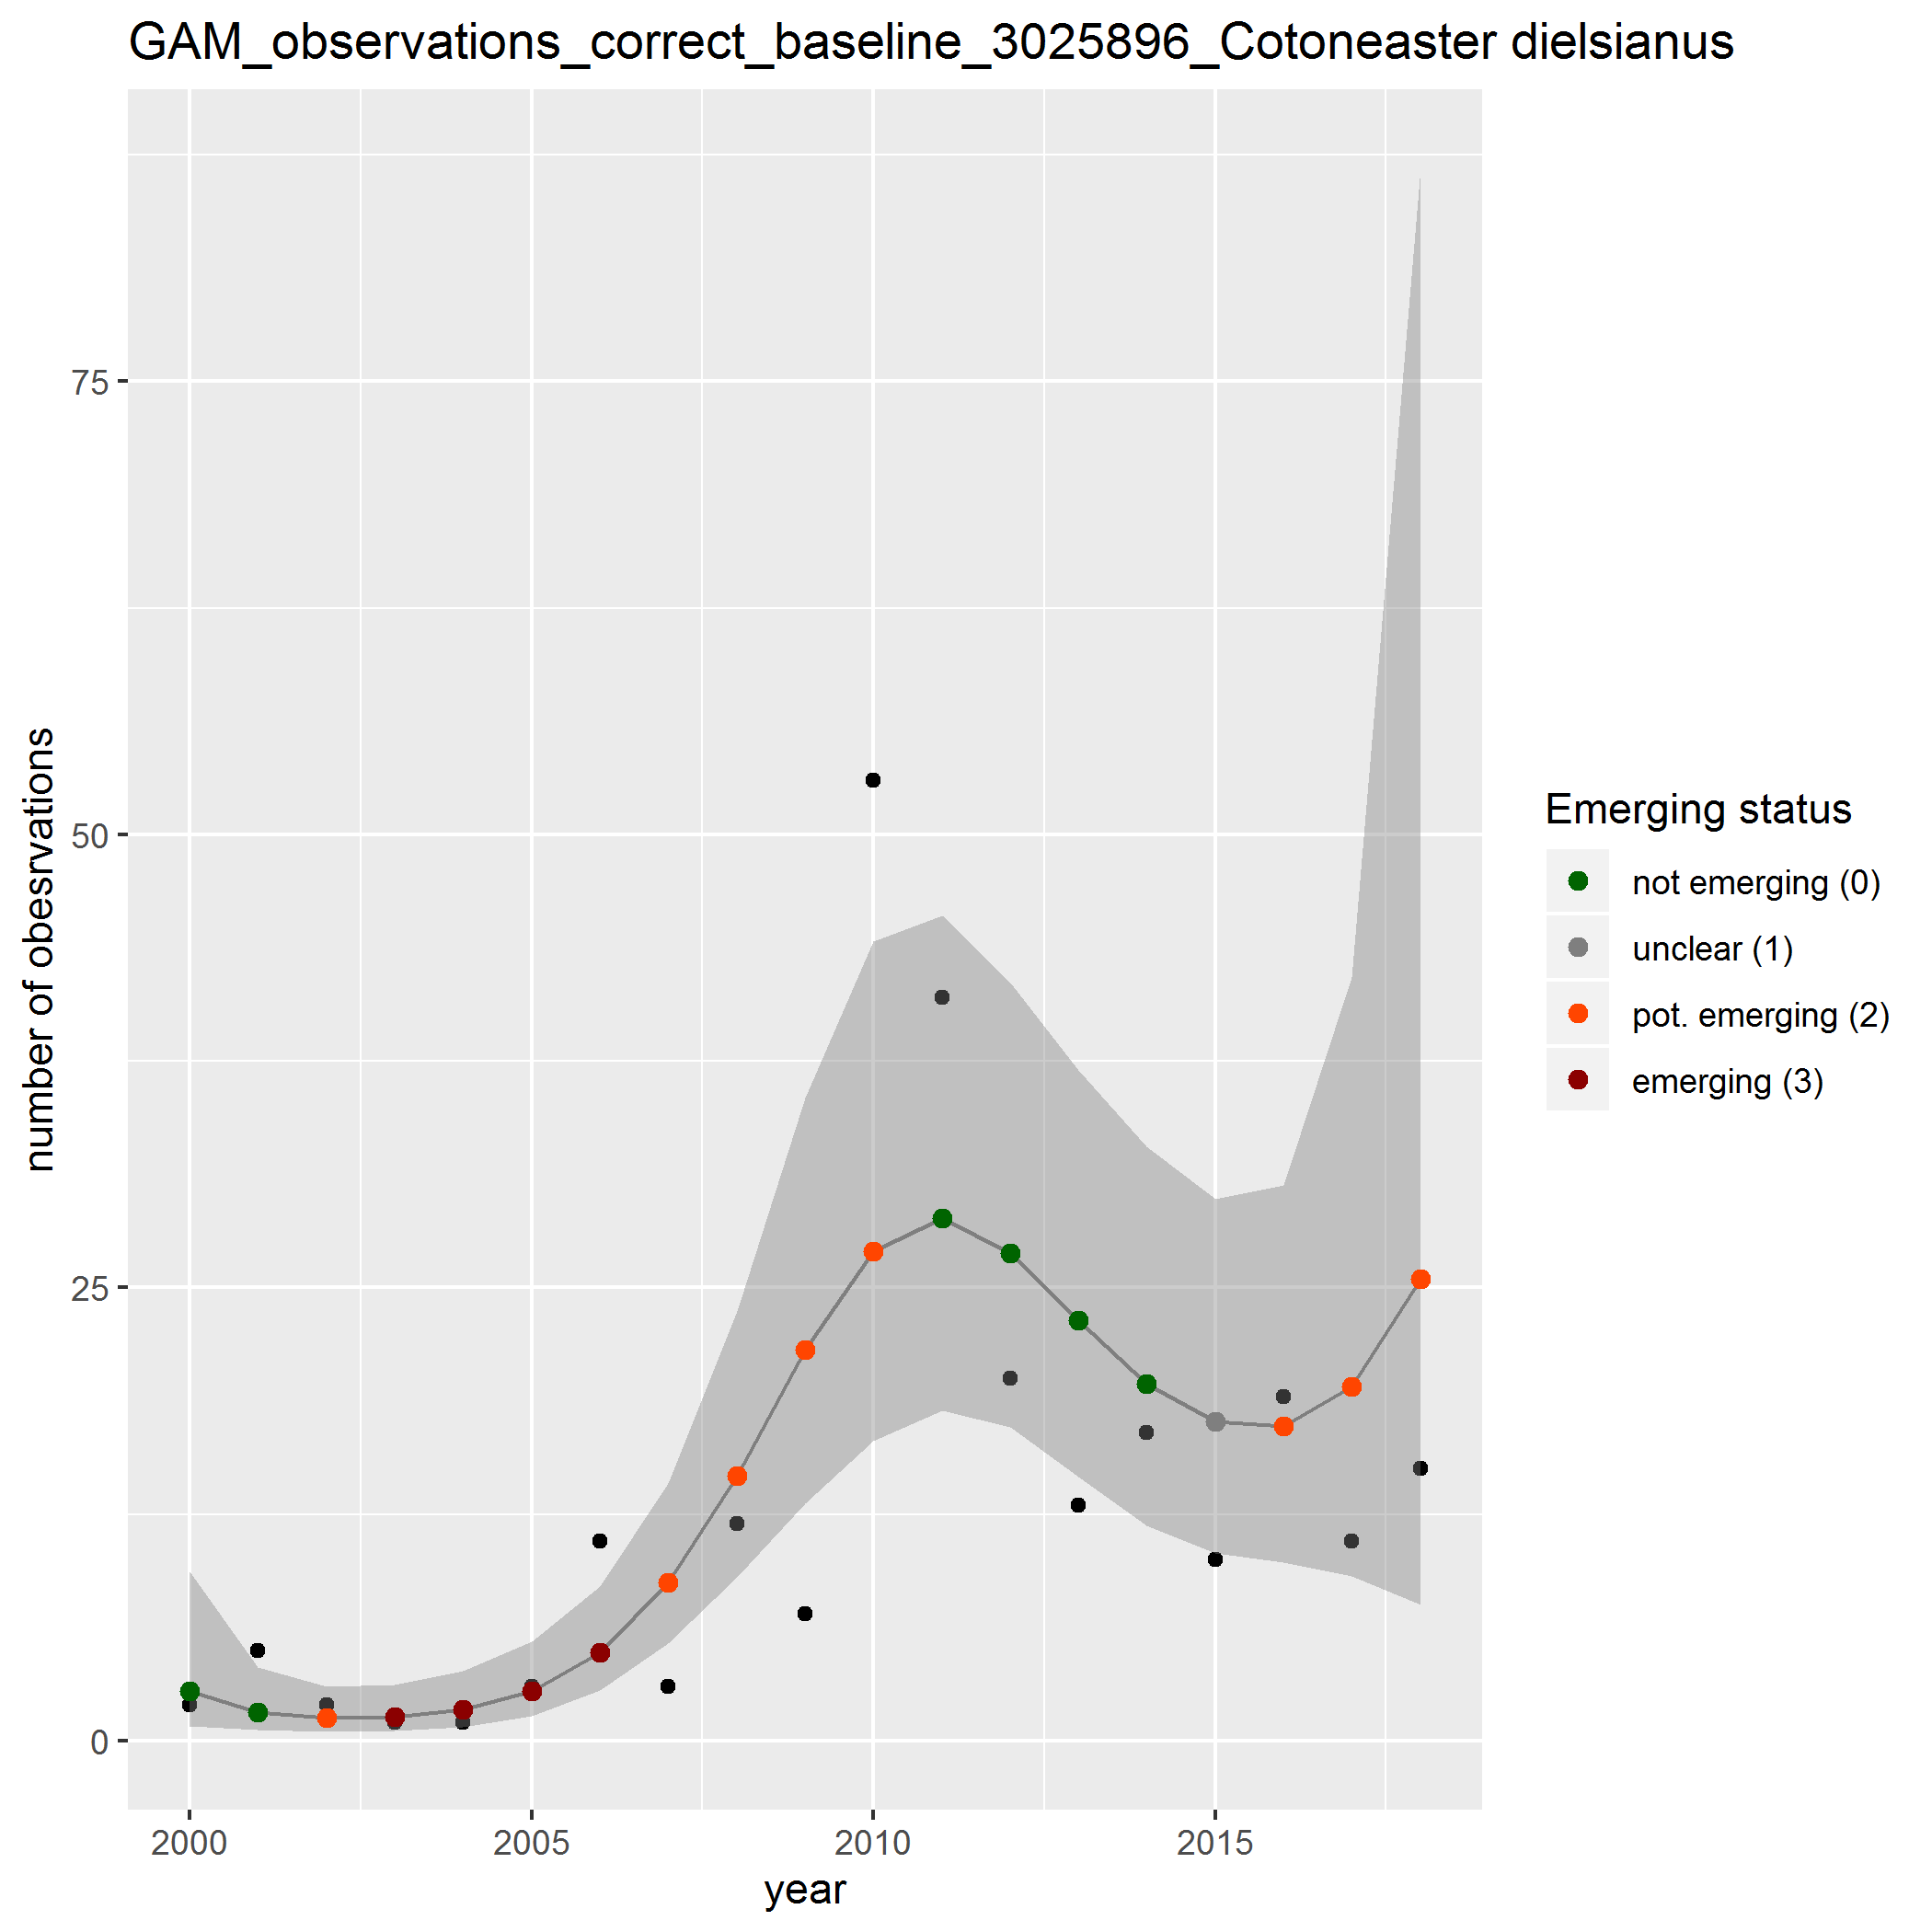 GAM_observations_correct_baseline_3025896_Cotoneaster dielsianus
75
50
25
0
number of obesrvations
2000 2005 2010 2015
year
Emerging status
not emerging (0)
unclear (1)
pot. emerging (2)
emerging (3)